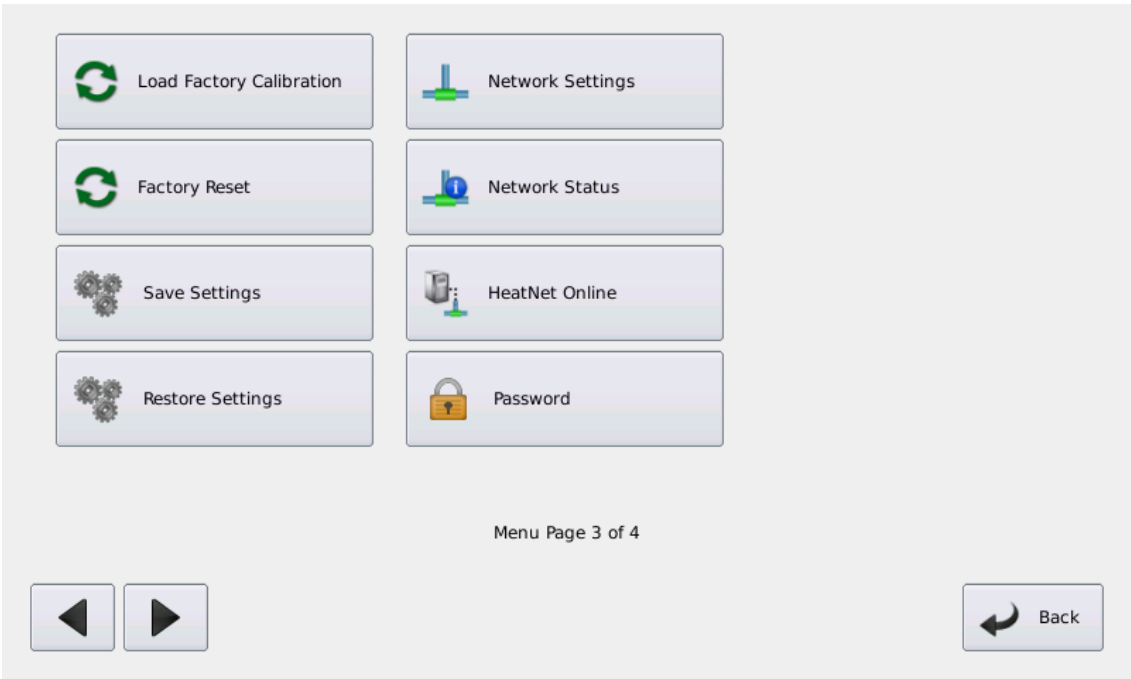 Load Factory Calibration
Network Settings
Factory Reset
Network Status
Save Settings
HeatNet Online
Restore Settings
Password
Menu Page 3 of 4
Back